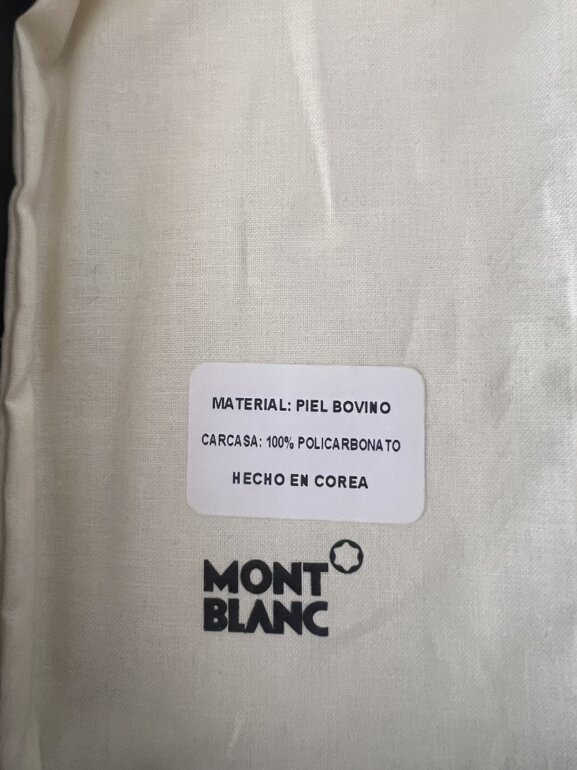 MATERIAL: PIEL BOVINO
CARCASA: 100% POLICARBONATO
HECHO EN COREA
MONT
BLANC